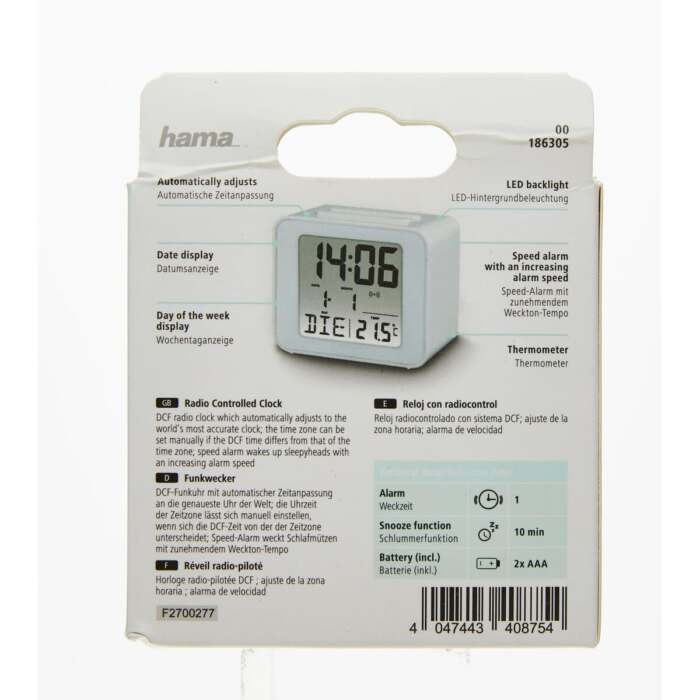 hama
00
186305
Automatically adjusts
Automatische Zeitanpassung
Date display
Datumsanzeige
Day of the week
display
Wochentaganzeige
14:06
1. 1
DIE 21.5°C
LED backlight
LED-Hintergrundbeleuchtung
Speed alarm
with an increasing
alarm speed
Speed-Alarm mit
zunehmendem
Weckton-Tempo
Thermometer
Thermometer
GB Radio Controlled Clock
DCF radio clock which automatically adjusts to the
world's most accurate clock; the time zone can be
set manually if the DCF time differs from that of the
time zone; speed alarm wakes up sleepyheads with
an increasing alarm speed
D Funkwecker
DCF-Funkuhr mit automatischer Zeitanpassung
an die genaueste Uhr der Welt; die Uhrzeit
der Zeitzone lässt sich manuell einstellen,
wenn sich die DCF-Zeit von der der Zeitzone
unterscheidet; Speed-Alarm weckt Schlafmützen
mit zunehmendem Weckton-Tempo
F Réveil radio-piloté
Horloge radio-pilotée DCF ; ajuste de la zona
horaria ; alarma de velocidad
F2700277
E Reloj con radiocontrol
Reloj radiocontrolado con sistema DCF; ajuste de la
zona horaria; alarma de velocidad
Alarm
Weckzeit
1
Snooze function
Schlummerfunktion
10 min
Battery (incl.)
Batterie (inkl.)
2x AAA
4 047443 408754